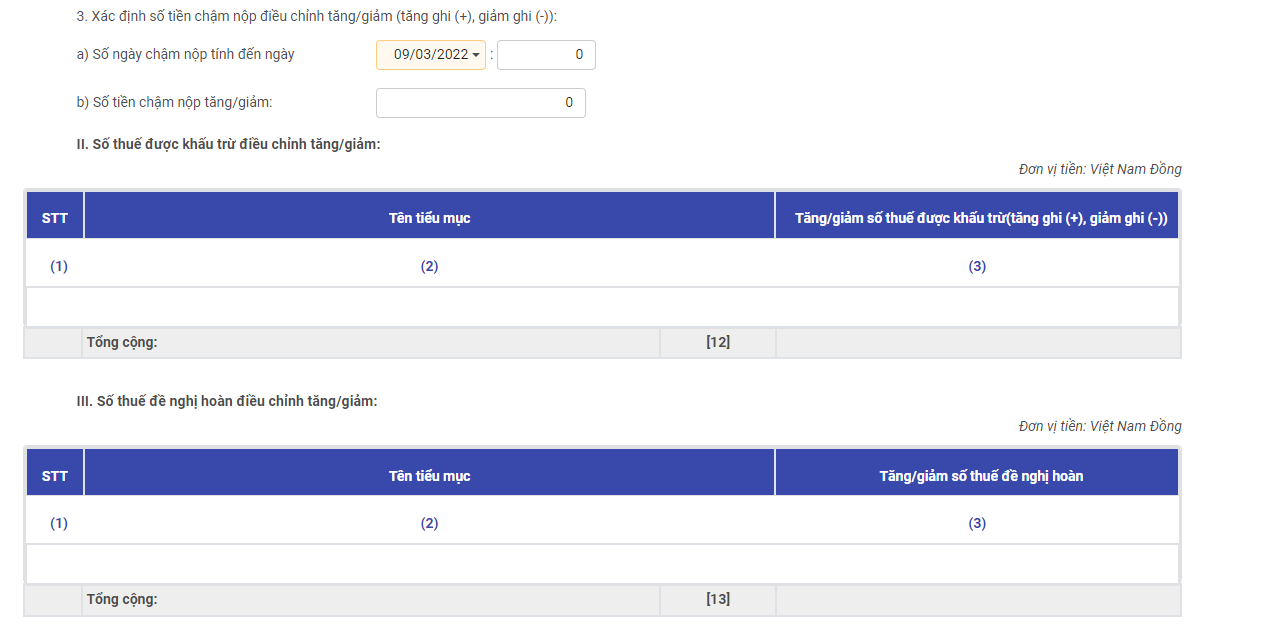 3. Xác định số tiền chậm nộp điều chỉnh tăng/giảm (tăng ghi (+), giảm ghi (-)):
a) Số ngày chậm nộp tính đến ngày 09/03/2022 : 0
b) Số tiền chậm nộp tăng/giảm: 0
II. Số thuế được khấu trừ điều chỉnh tăng/giảm:
Đơn vị tiền: Việt Nam Đồng
STT Tên tiểu mục Tăng/giảm số thuế được khấu trừ(tăng ghi (+), giảm ghi (-))
(1) (2) (3)
Tổng cộng: [12]
III. Số thuế đề nghị hoàn điều chỉnh tăng/giảm:
Đơn vị tiền: Việt Nam Đồng
STT Tên tiểu mục Tăng/giảm số thuế đề nghị hoàn
(1) (2) (3)
Tổng cộng: [13]